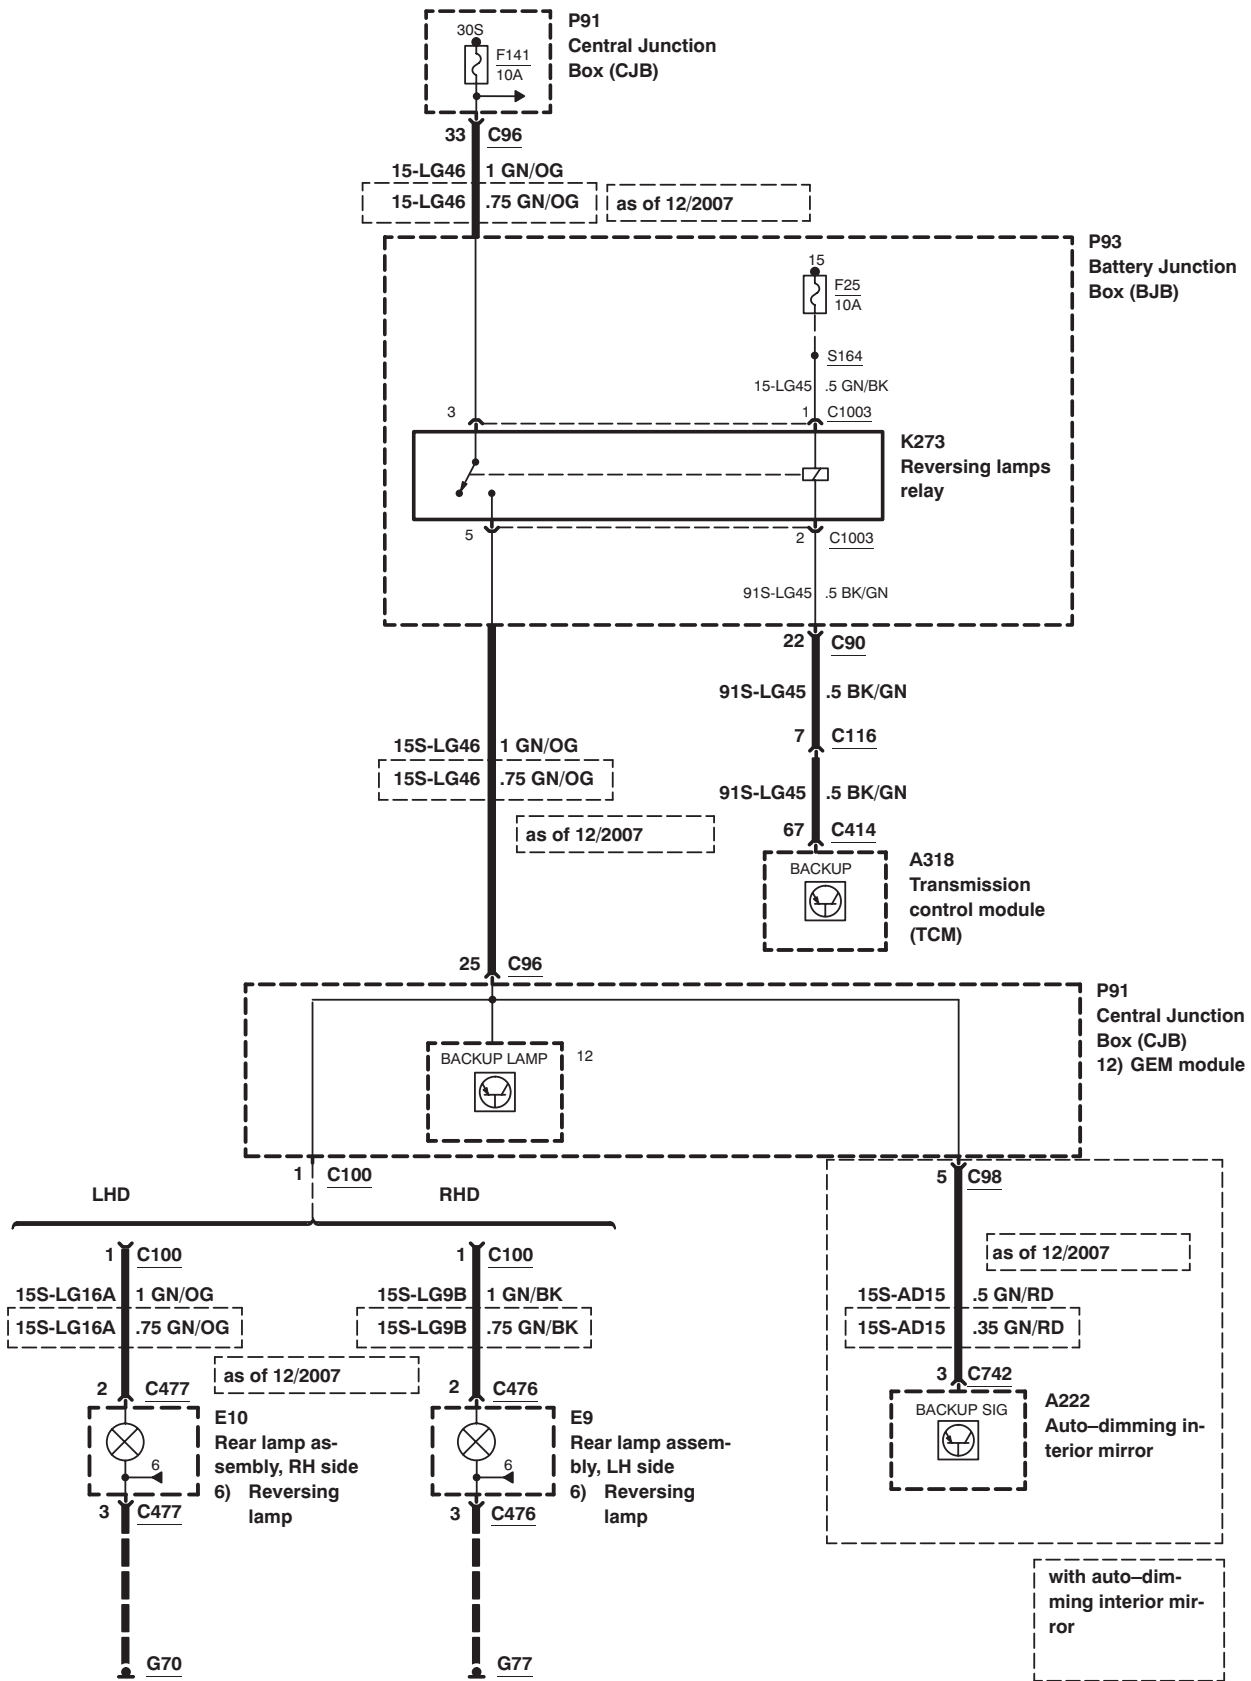 P91
Central Junction
Box (CJB)
30S
F141
10A
33 C96
15-LG46 1 GN/OG
15-LG46 .75 GN/OG
as of 12/2007
P93
Battery Junction
Box (BJB)
15
F25
10A
S164
15-LG45 .5 GN/BK
3 1 C1003
K273
Reversing lamps
relay
5 2 C1003
91S-LG45 .5 BK/GN
22 C90
91S-LG45 .5 BK/GN
7 C116
15S-LG46 1 GN/OG
15S-LG46 .75 GN/OG
91S-LG45 .5 BK/GN
as of 12/2007
67 C414
BACKUP
A318
Transmission
control module
(TCM)
25 C96
P91
Central Junction
Box (CJB)
12) GEM module
BACKUP LAMP 12
1 C100
5 C98
LHD RHD
1 C100 1 C100
as of 12/2007
15S-LG16A 1 GN/OG 15S-LG9B 1 GN/BK 15S-AD15 .5 GN/RD
15S-LG16A .75 GN/OG 15S-LG9B .75 GN/BK 15S-AD15 .35 GN/RD
as of 12/2007
2 C477 2 C476 3 C742
E10
Rear lamp as-
sembly, RH side
6) Reversing
lamp
6
E9
Rear lamp assem-
bly, LH side
6) Reversing
lamp
6
BACKUP SIG
A222
Auto–dimming in-
terior mirror
3 C477 3 C476
with auto–dim-
ming interior mir-
ror
G70 G77